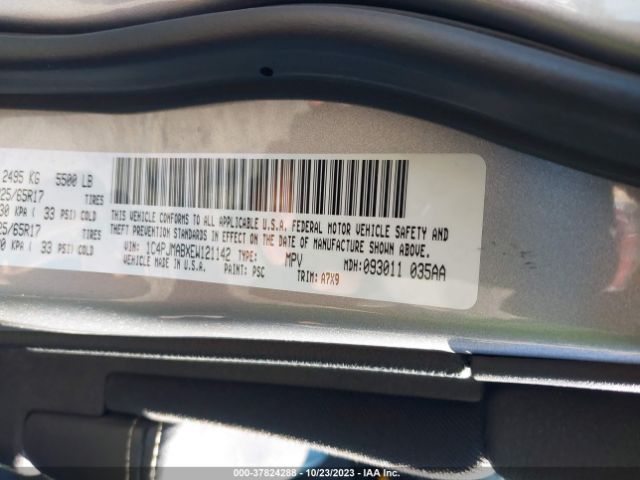 2495 KG 5500 LB
25/65R17 TIRES
30 KPA ( 33 PSI) COLD
25/65R17 TIRES
0 KPA ( 33 PSI) COLD
THIS VEHICLE CONFORMS TO ALL APPLICABLE U.S.A. FEDERAL MOTOR VEHICLE SAFETY AND
THEFT PREVENTION STANDARDS IN EFFECT ON THE DATE OF MANUFACTURE SHOWN ABOVE.
VIN: 1C4PJMABXEW121142 TYPE: MPV MDH: 093011 035AA
VEHICLE MADE IN U.S.A. PAINT: PSC TRIM: A7X9
000-37824288 - 10/23/2023 - IAA Inc.